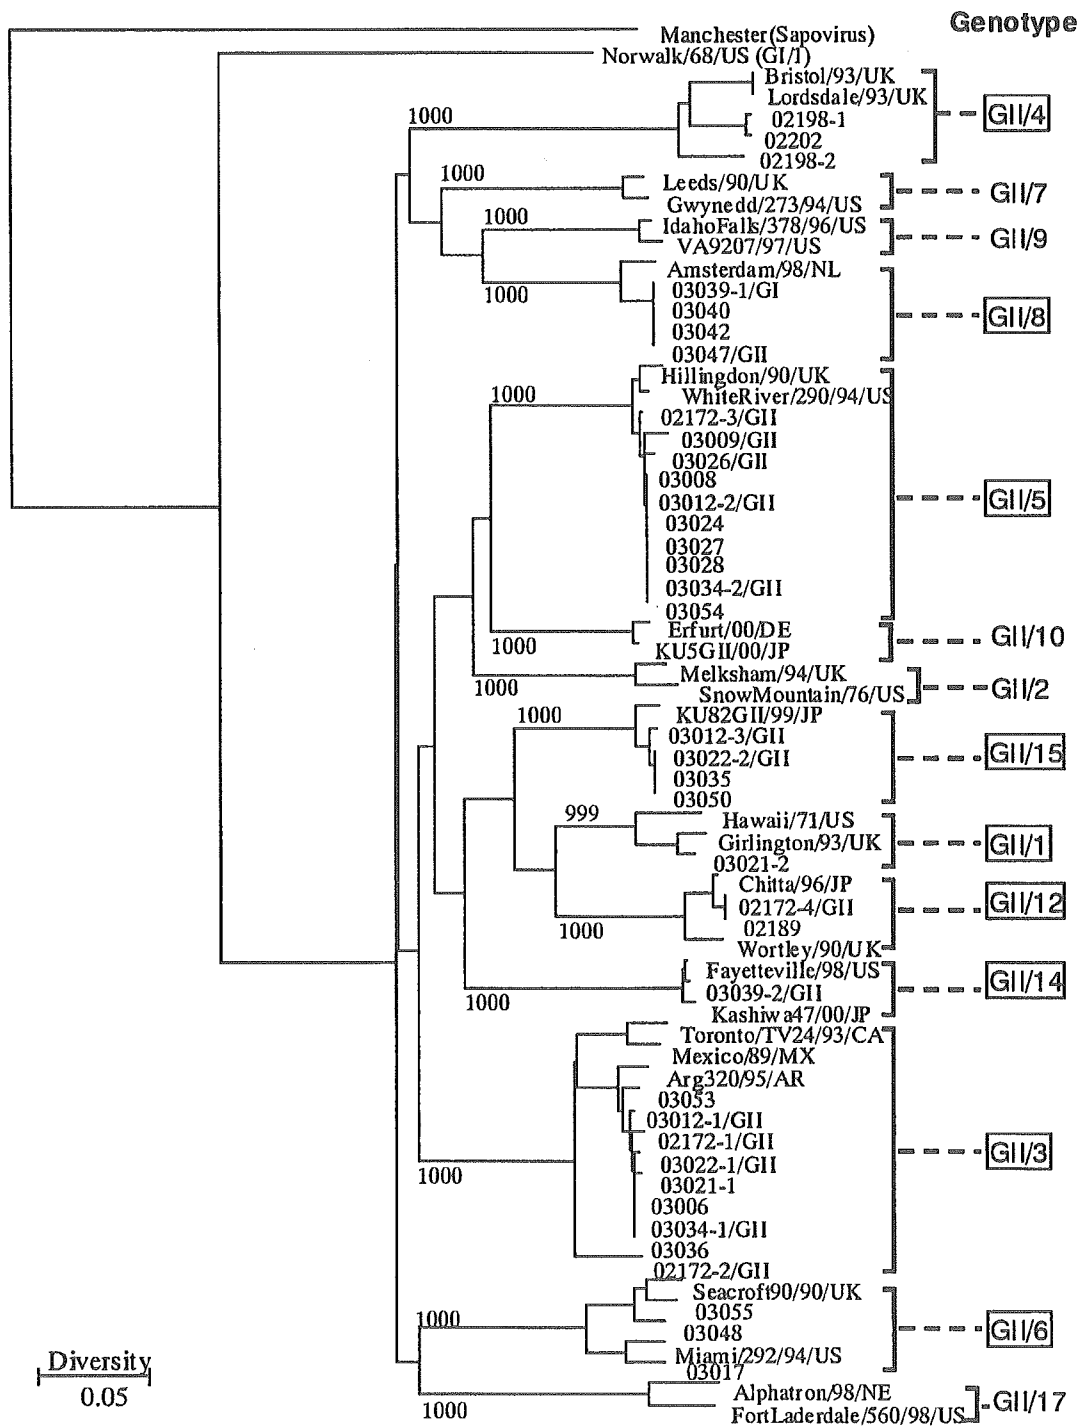 Genotype
Manchester(Sapovirus)
Norwalk/68/US (GI/1)
Bristol/93/UK
1000
Lordsdale/93/UK
GII/4
02198-1
02202
02198-2
1000
Leeds/90/UK
GII/7
Gwynedd/273/94/US
1000
IdahoFalls/378/96/US
GII/9
VA9207/97/US
Amsterdam/98/NL
1000
03039-1/GI
03040
GII/8
03042
03047/GII
Hillingdon/90/UK
1000
WhiteRiver/290/94/US
02172-3/GII
03009/GII
03026/GII
03008
03012-2/GII
GII/5
03024
03027
03028
03034-2/GII
03054
Erfurt/00/DE
1000
GII/10
KU5GII/00/JP
Melksham/94/UK
1000
GII/2
SnowMountain/76/US
1000
KU82GII/99/JP
03012-3/GII
03022-2/GII
GII/15
03035
03050
999
Hawaii/71/US
Girlington/93/UK
GII/1
03021-2
Chitta/96/JP
02172-4/GII
GII/12
1000
02189
Wortley/90/UK
Fayetteville/98/US
GII/14
1000
03039-2/GII
Kashiwa47/00/JP
Toronto/TV24/93/CA
Mexico/89/MX
Arg320/95/AR
03053
03012-1/GII
02172-1/GII
GII/3
1000
03022-1/GII
03021-1
03006
03034-1/GII
03036
02172-2/GII
Seacroft90/90/UK
1000
03055
GII/6
03048
Miami/292/94/US
03017
Diversity
0.05
Alphatron/98/NE
GII/17
1000
FortLaderdale/560/98/US